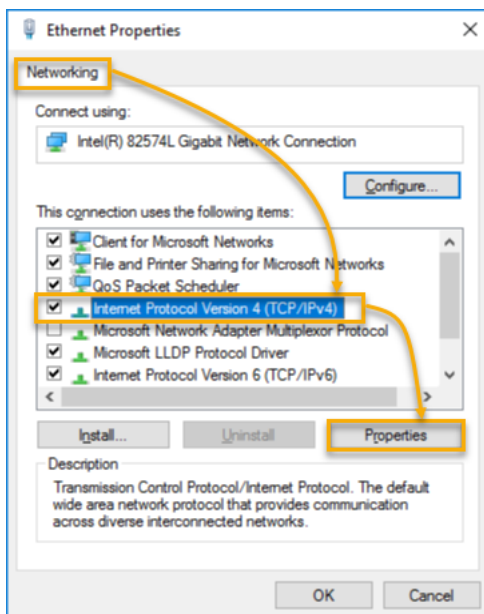 Ethernet Properties
Networking
Connect using:
Intel(R) 82574L Gigabit Network Connection
Configure...
This connection uses the following items:
Client for Microsoft Networks
File and Printer Sharing for Microsoft Networks
QoS Packet Scheduler
Internet Protocol Version 4 (TCP/IPv4)
Microsoft Network Adapter Multiplexor Protocol
Microsoft LLDP Protocol Driver
Internet Protocol Version 6 (TCP/IPv6)
Install... Uninstall Properties
Description
Transmission Control Protocol/Internet Protocol. The default
wide area network protocol that provides communication
across diverse interconnected networks.
OK Cancel